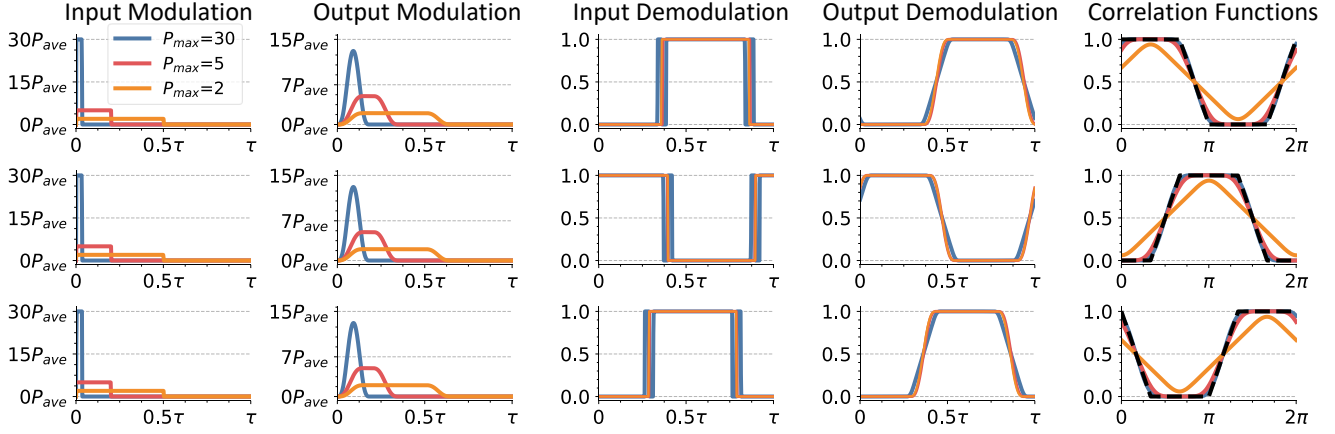 Input Modulation Output Modulation Input Demodulation Output Demodulation Correlation Functions
30P_ave 15P_ave 1.0 1.0 1.0
P_max=30
15P_ave 7P_ave 0.5 0.5 0.5
P_max=5
P_max=2
0P_ave 0P_ave 0.0 0.0 0.0
0 0.5τ τ 0 0.5τ τ 0 0.5τ τ 0 0.5τ τ 0 π 2π
30P_ave 15P_ave 1.0 1.0 1.0
15P_ave 7P_ave 0.5 0.5 0.5
0P_ave 0P_ave 0.0 0.0 0.0
0 0.5τ τ 0 0.5τ τ 0 0.5τ τ 0 0.5τ τ 0 π 2π
30P_ave 15P_ave 1.0 1.0 1.0
15P_ave 7P_ave 0.5 0.5 0.5
0P_ave 0P_ave 0.0 0.0 0.0
0 0.5τ τ 0 0.5τ τ 0 0.5τ τ 0 0.5τ τ 0 π 2π